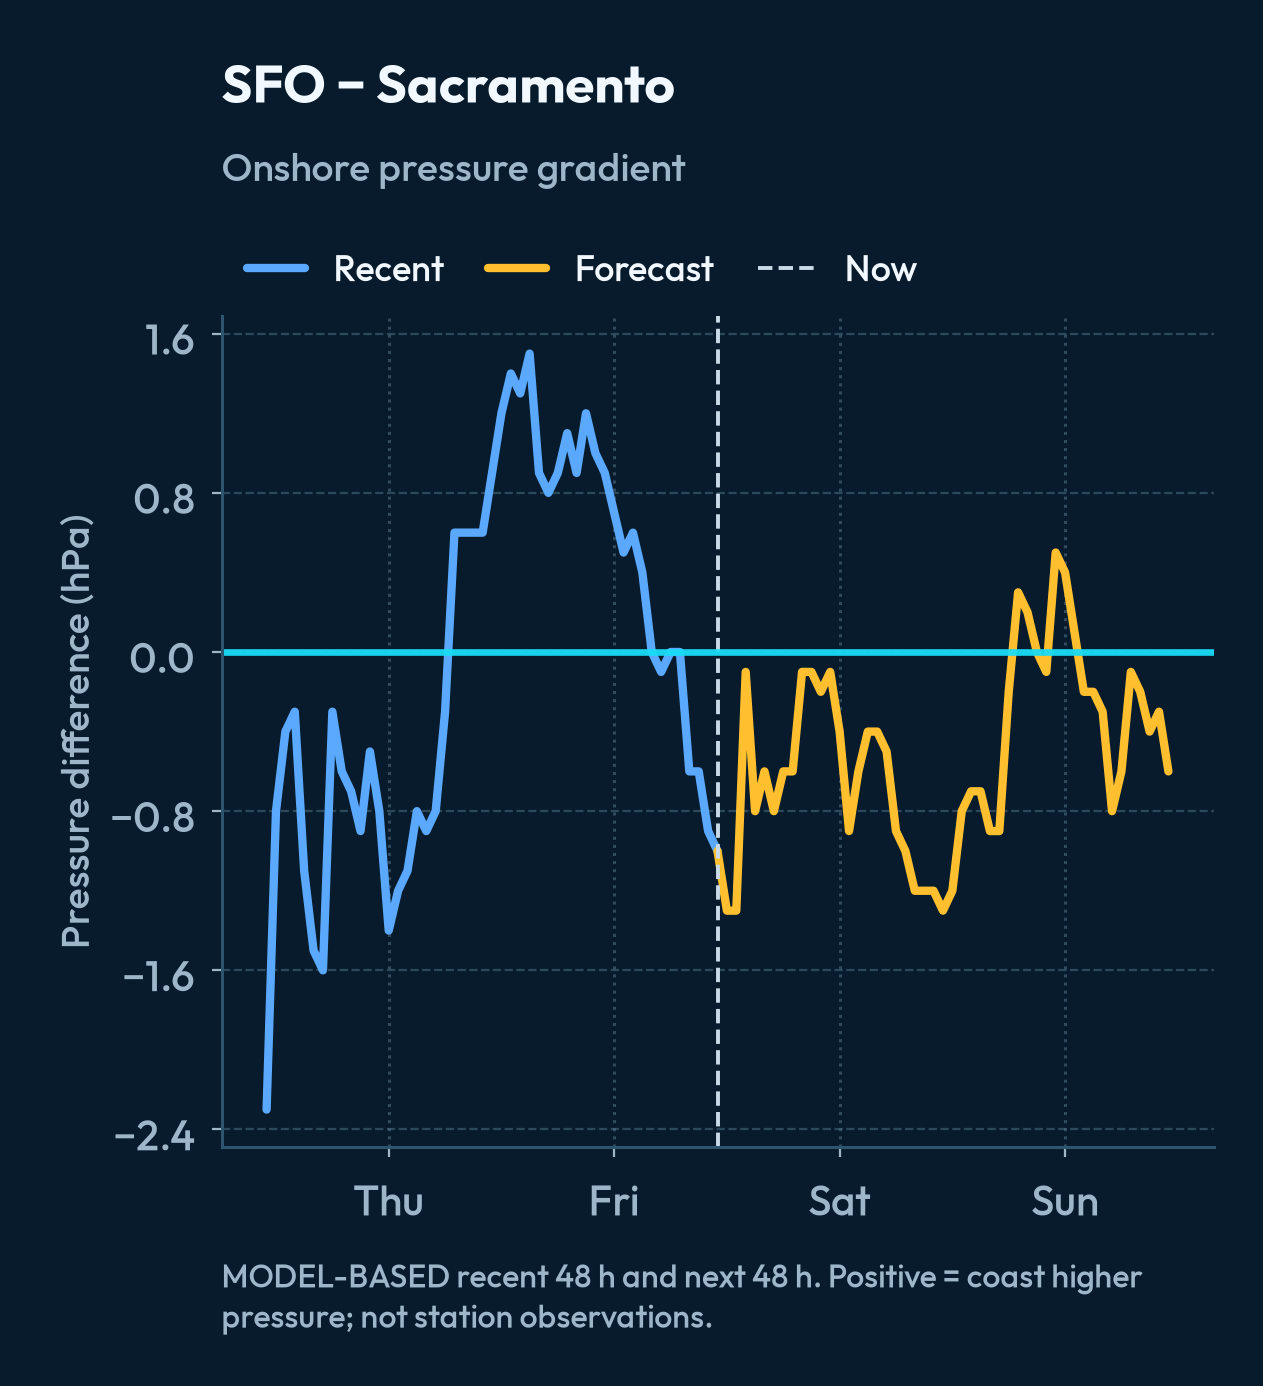 SFO – Sacramento
Onshore pressure gradient
Recent Forecast Now
Pressure difference (hPa)
1.6
0.8
0.0
−0.8
−1.6
−2.4
Thu Fri Sat Sun
MODEL-BASED recent 48 h and next 48 h. Positive = coast higher
pressure; not station observations.